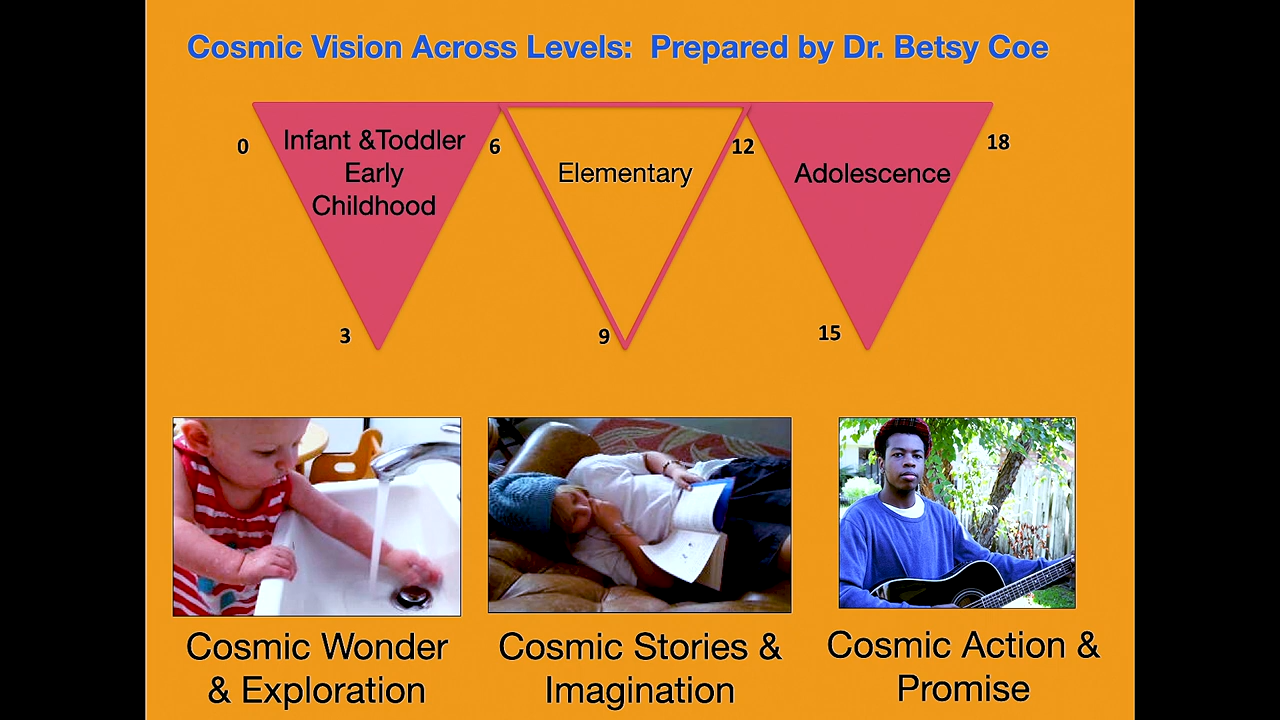 Cosmic Vision Across Levels: Prepared by Dr. Betsy Coe
0
Infant &Toddler
Early
Childhood
6
Elementary
12
Adolescence
18
3
9
15
Cosmic Wonder
& Exploration
Cosmic Stories &
Imagination
Cosmic Action &
Promise